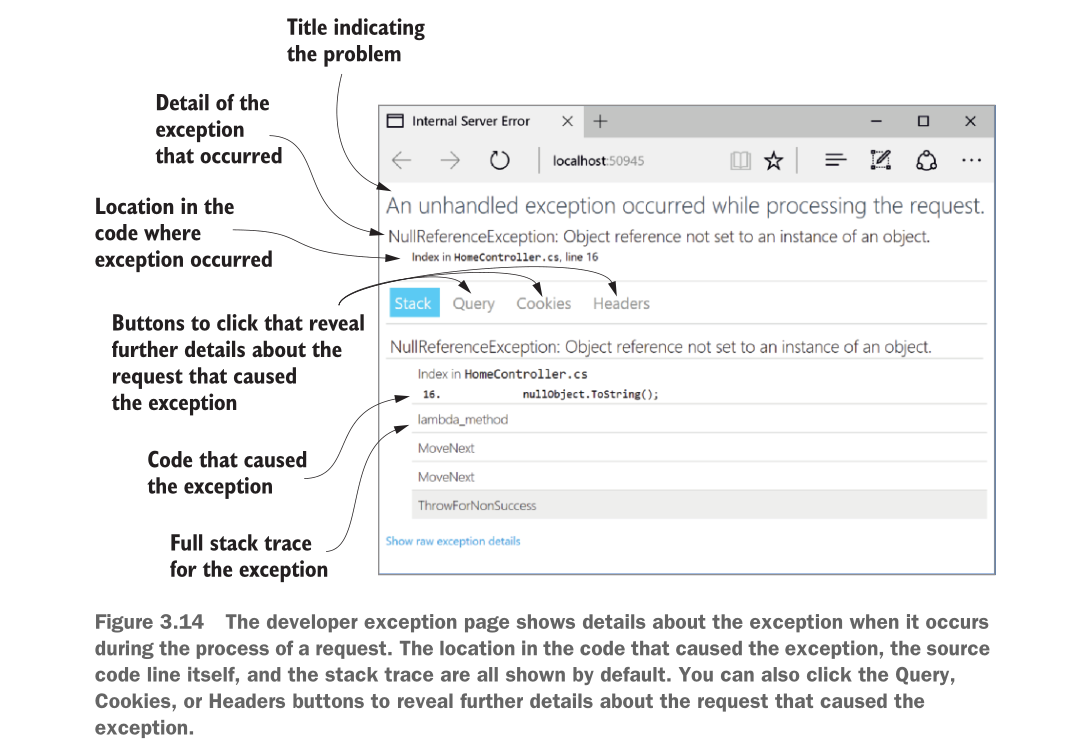 Title indicating
the problem
Detail of the
exception
that occurred
Location in the
code where
exception occurred
Buttons to click that reveal
further details about the
request that caused
the exception
Code that caused
the exception
Full stack trace
for the exception
Internal Server Error
localhost:50945
An unhandled exception occurred while processing the request.
NullReferenceException: Object reference not set to an instance of an object.
Index in HomeController.cs, line 16
Stack Query Cookies Headers
NullReferenceException: Object reference not set to an instance of an object.
Index in HomeController.cs
16. nullObject.ToString();
lambda_method
MoveNext
MoveNext
ThrowForNonSuccess
Show raw exception details
Figure 3.14 The developer exception page shows details about the exception when it occurs
during the process of a request. The location in the code that caused the exception, the source
code line itself, and the stack trace are all shown by default. You can also click the Query,
Cookies, or Headers buttons to reveal further details about the request that caused the
exception.